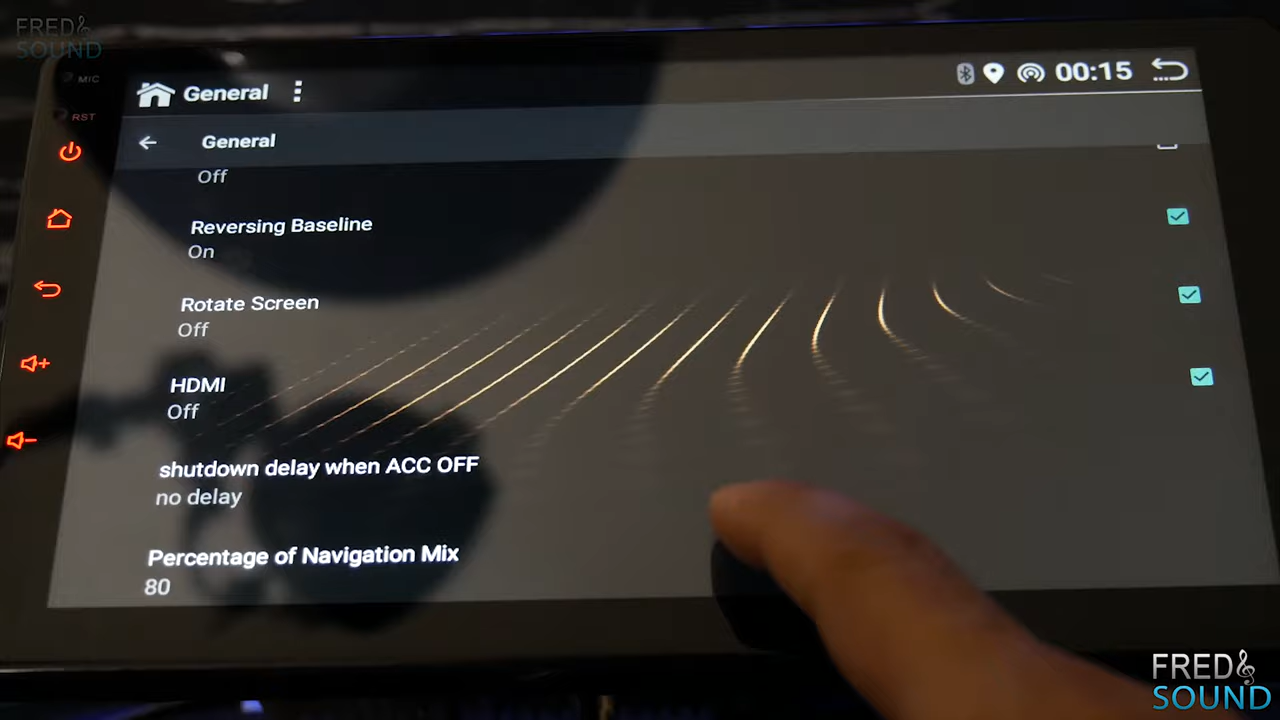 FRED
SOUND
MIC
RST
General
00:15
General
Off
Reversing Baseline
On
Rotate Screen
Off
HDMI
Off
shutdown delay when ACC OFF
no delay
Percentage of Navigation Mix
80
FRED
SOUND